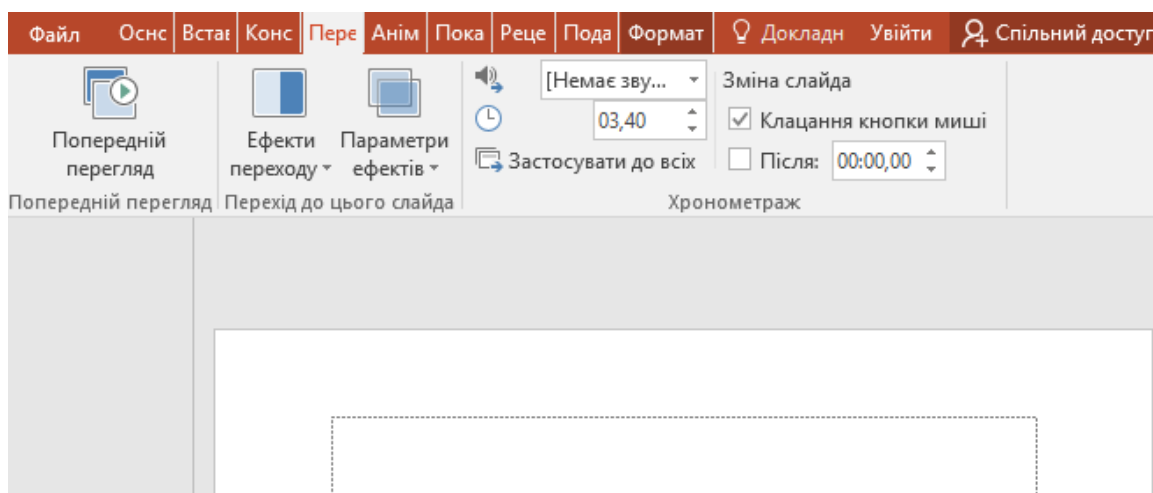 Файл Оснс Встав Конс Пере Анім Пока Реце Пода Формат Докладн Увійти Спільний доступ
[Немає зву... Зміна слайда
03,40 Клацання кнопки миші
Попередній перегляд Ефекти переходу Параметри ефектів
Застосувати до всіх Після: 00:00,00
Попередній перегляд Перехід до цього слайда Хронометраж